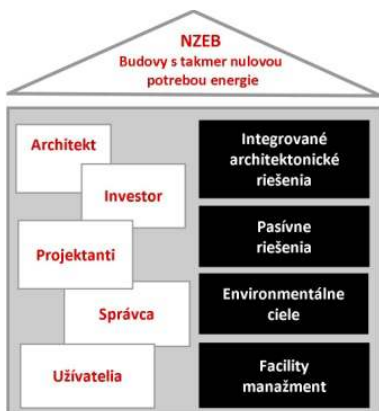 NZEB
Budovy s takmer nulovou
potrebou energie
Architekt
Investor
Projektanti
Správca
Užívatelia
Integrované
architektonické
riešenia
Pasívne
riešenia
Environmentálne
ciele
Facility
manažment